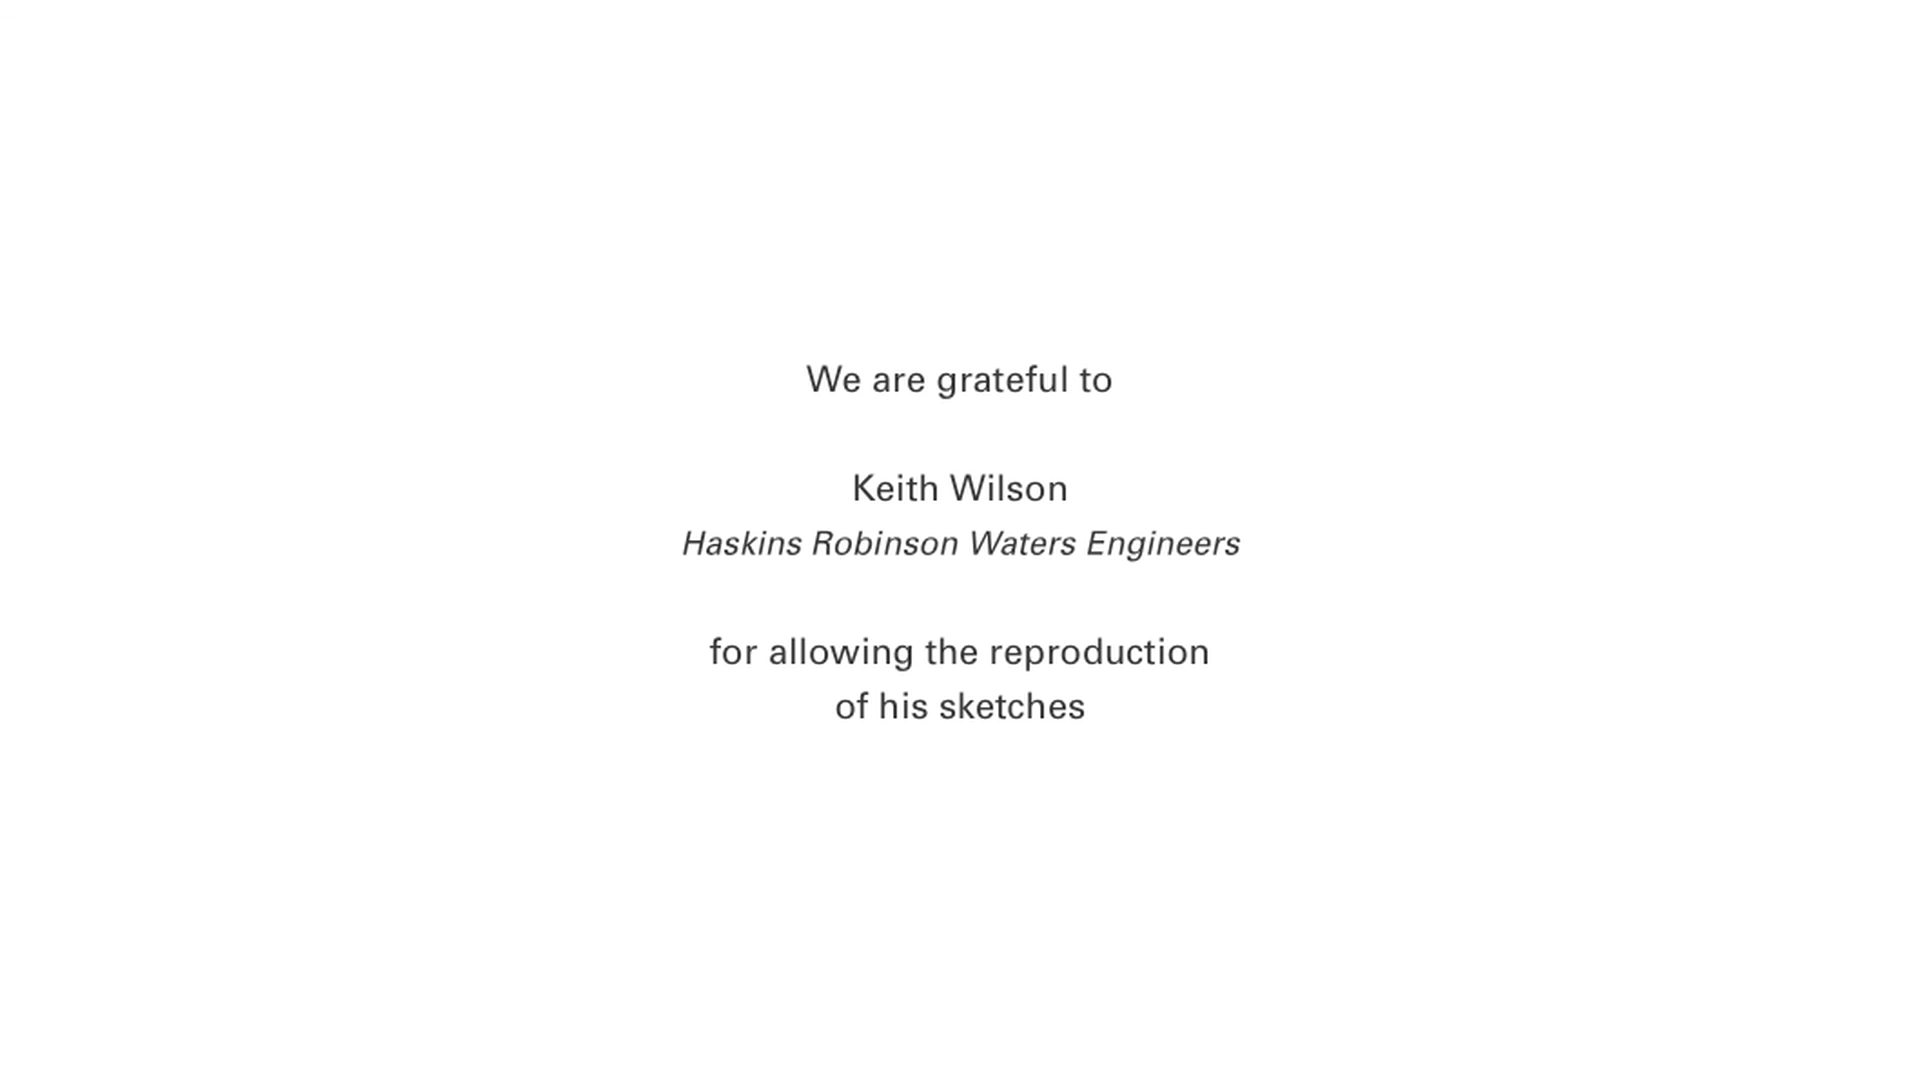 We are grateful to
Keith Wilson
Haskins Robinson Waters Engineers
for allowing the reproduction
of his sketches